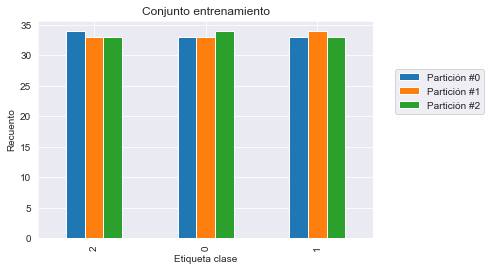 Conjunto entrenamiento
35
30
25
20
15
10
5
0
Recuento
2
0
1
Etiqueta clase
Partición #0
Partición #1
Partición #2